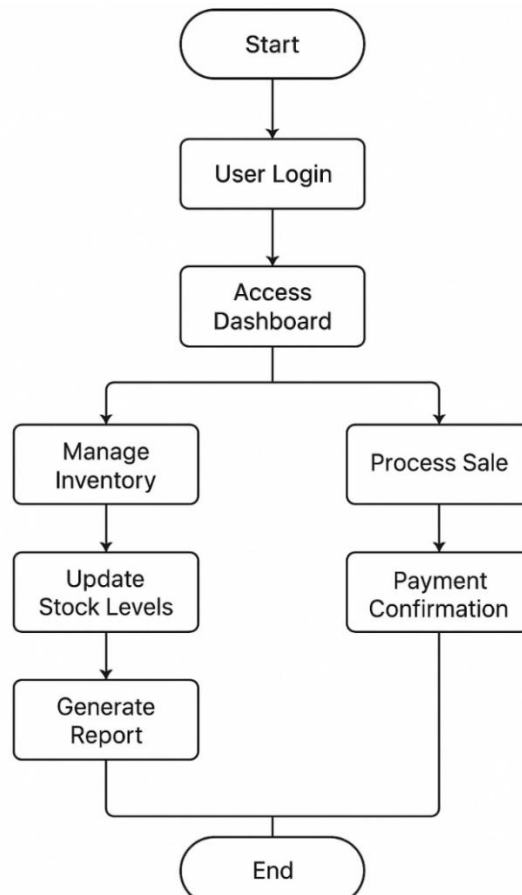 Start
User Login
Access
Dashboard
Manage
Inventory
Process Sale
Update
Stock Levels
Payment
Confirmation
Generate
Report
End